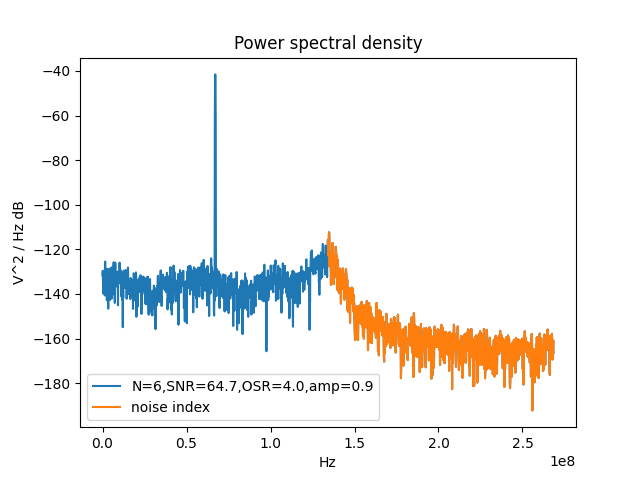 Power spectral density
V^2 / Hz dB
−40
−60
−80
−100
−120
−140
−160
−180
N=6,SNR=64.7,OSR=4.0,amp=0.9
noise index
0.0 0.5 1.0 1.5 2.0 2.5
1e8
Hz